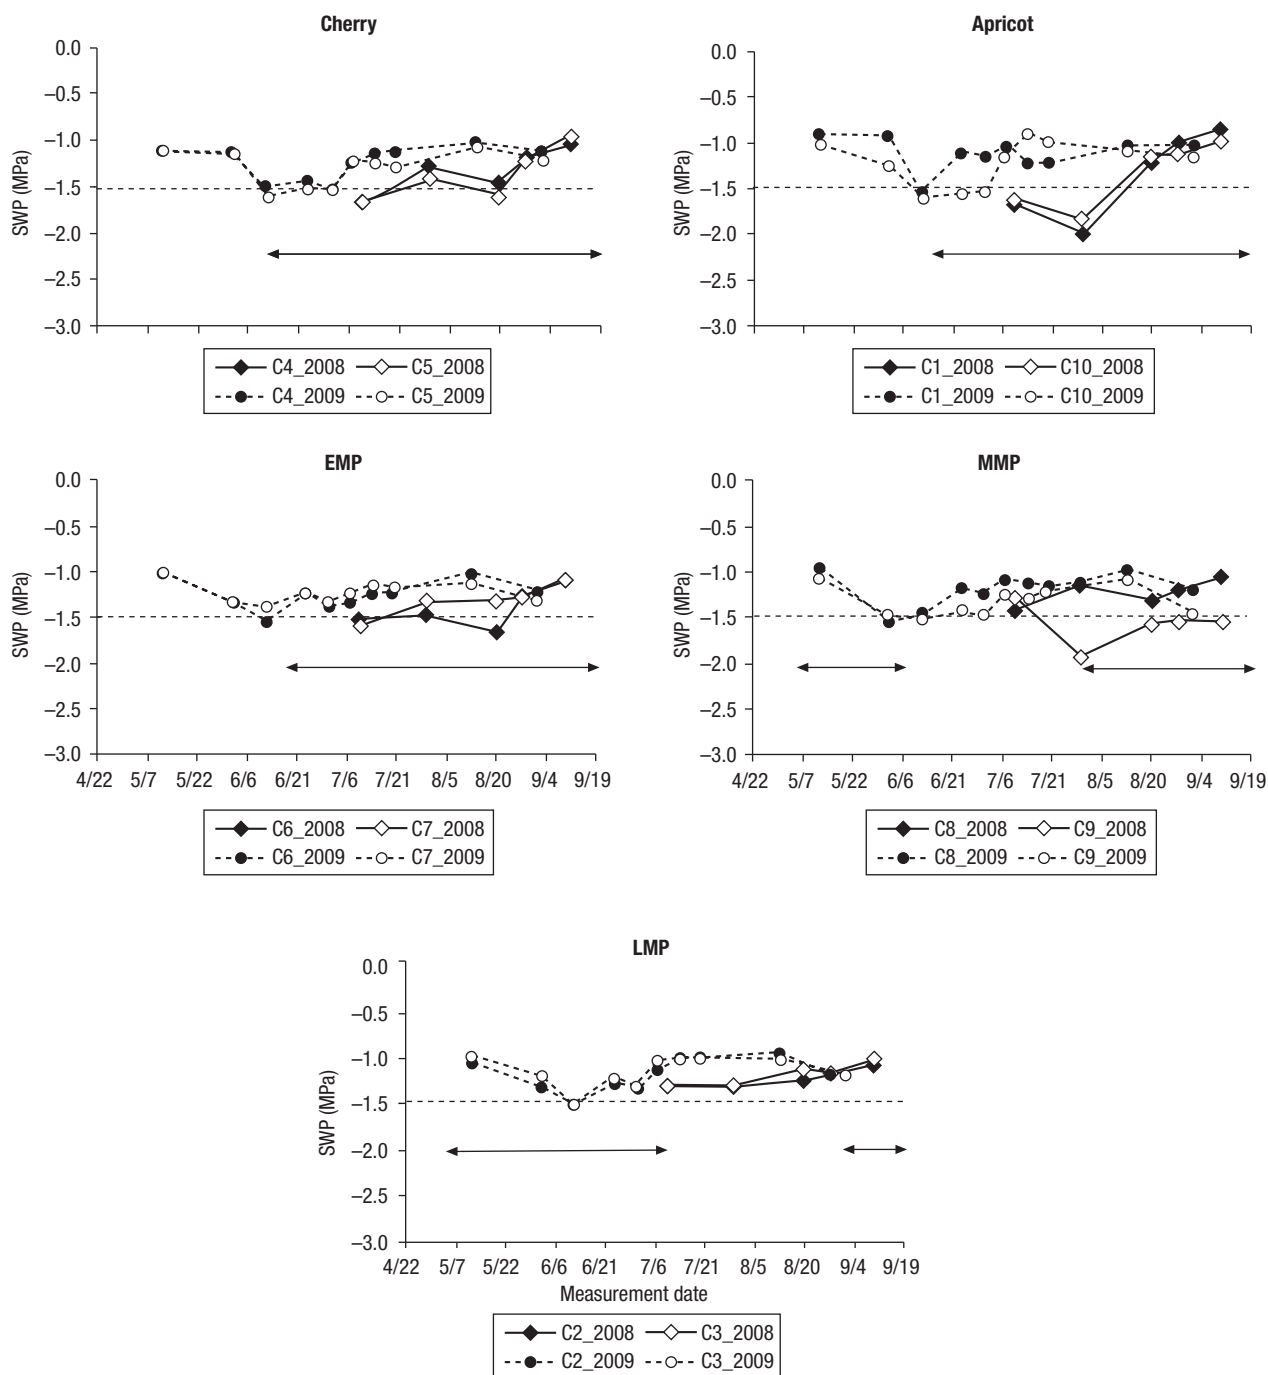 Cherry
Apricot
0.0
–0.5
–1.0
–1.5
–2.0
–2.5
–3.0
SWP (MPa)
0.0
–0.5
–1.0
–1.5
–2.0
–2.5
–3.0
SWP (MPa)
C4_2008 C5_2008
C4_2009 C5_2009
C1_2008 C10_2008
C1_2009 C10_2009
EMP
MMP
0.0
–0.5
–1.0
–1.5
–2.0
–2.5
–3.0
SWP (MPa)
4/22 5/7 5/22 6/6 6/21 7/6 7/21 8/5 8/20 9/4 9/19
0.0
–0.5
–1.0
–1.5
–2.0
–2.5
–3.0
SWP (MPa)
4/22 5/7 5/22 6/6 6/21 7/6 7/21 8/5 8/20 9/4 9/19
C6_2008 C7_2008
C6_2009 C7_2009
C8_2008 C9_2008
C8_2009 C9_2009
LMP
0.0
–0.5
–1.0
–1.5
–2.0
–2.5
–3.0
SWP (MPa)
4/22 5/7 5/22 6/6 6/21 7/6 7/21 8/5 8/20 9/4 9/19
Measurement date
C2_2008 C3_2008
C2_2009 C3_2009